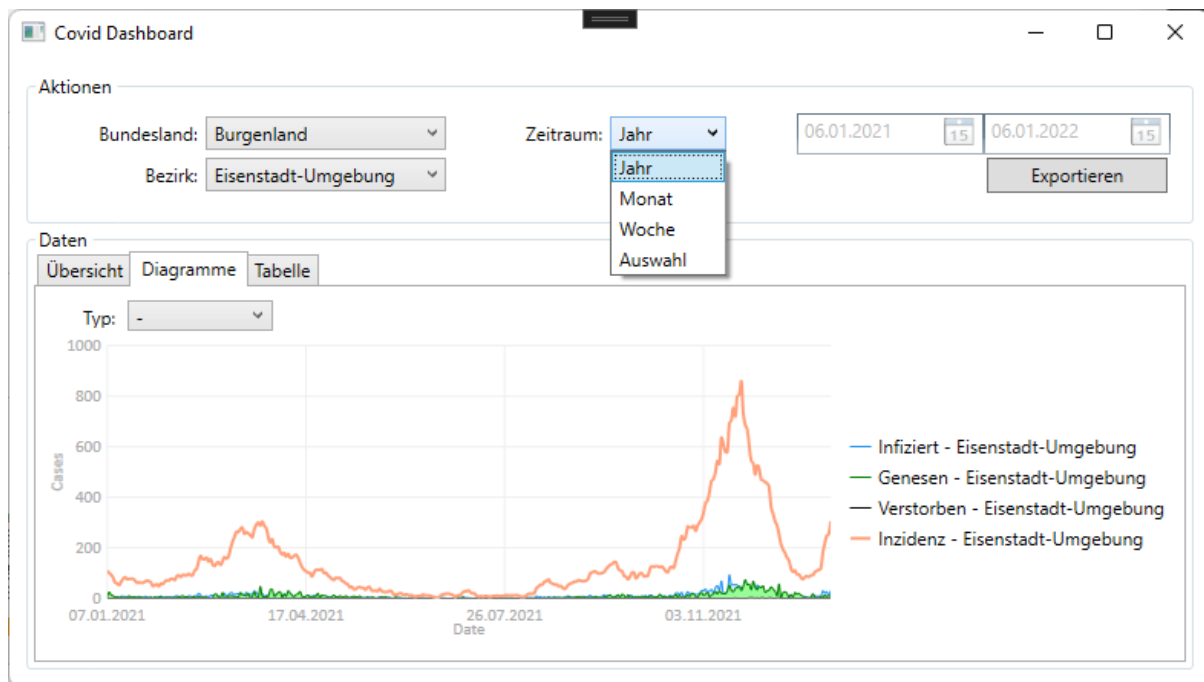 Covid Dashboard
Aktionen
Bundesland: Burgenland Zeitraum: Jahr 06.01.2021 15 06.01.2022 15
Jahr
Bezirk: Eisenstadt-Umgebung Exportieren
Monat
Woche
Auswahl
Daten
Übersicht Diagramme Tabelle
Typ: -
1000
800
600
400
200
0
Cases
07.01.2021 17.04.2021 26.07.2021 03.11.2021
Date
Infiziert - Eisenstadt-Umgebung
Genesen - Eisenstadt-Umgebung
Verstorben - Eisenstadt-Umgebung
Inzidenz - Eisenstadt-Umgebung